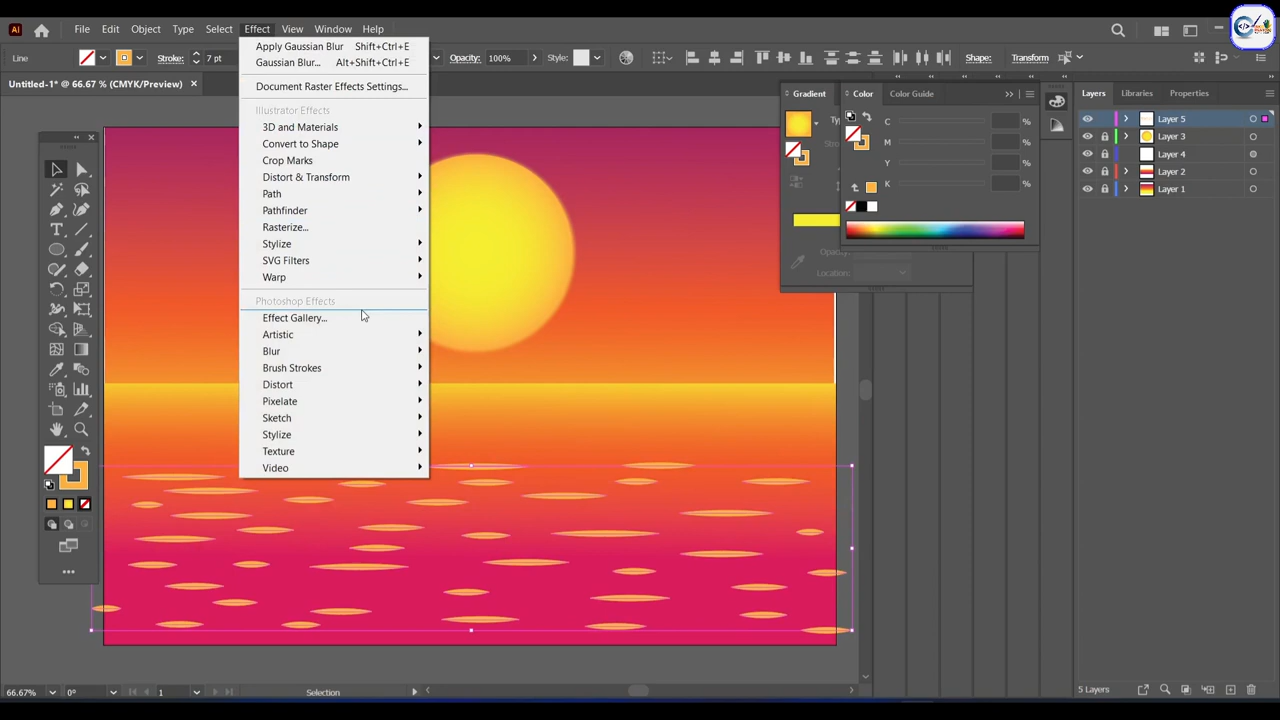 Ai File Edit Object Type Select Effect View Window Help
Line Stroke: 7 pt Opacity: 100% Style: Shape: Transform
Untitled-1* @ 66.67 % (CMYK/Preview) ×
Apply Gaussian Blur Shift+Ctrl+E
Gaussian Blur... Alt+Shift+Ctrl+E
Document Raster Effects Settings...
Illustrator Effects
3D and Materials
Convert to Shape
Crop Marks
Distort & Transform
Path
Pathfinder
Rasterize...
Stylize
SVG Filters
Warp
Photoshop Effects
Effect Gallery...
Artistic
Blur
Brush Strokes
Distort
Pixelate
Sketch
Stylize
Texture
Video
Gradient
Opacity:
Location:
Color Color Guide
C %
M %
Y %
K %
Layers Libraries Properties
Layer 5
Layer 3
Layer 4
Layer 2
Layer 1
66.67% 0° 1 Selection
5 Layers